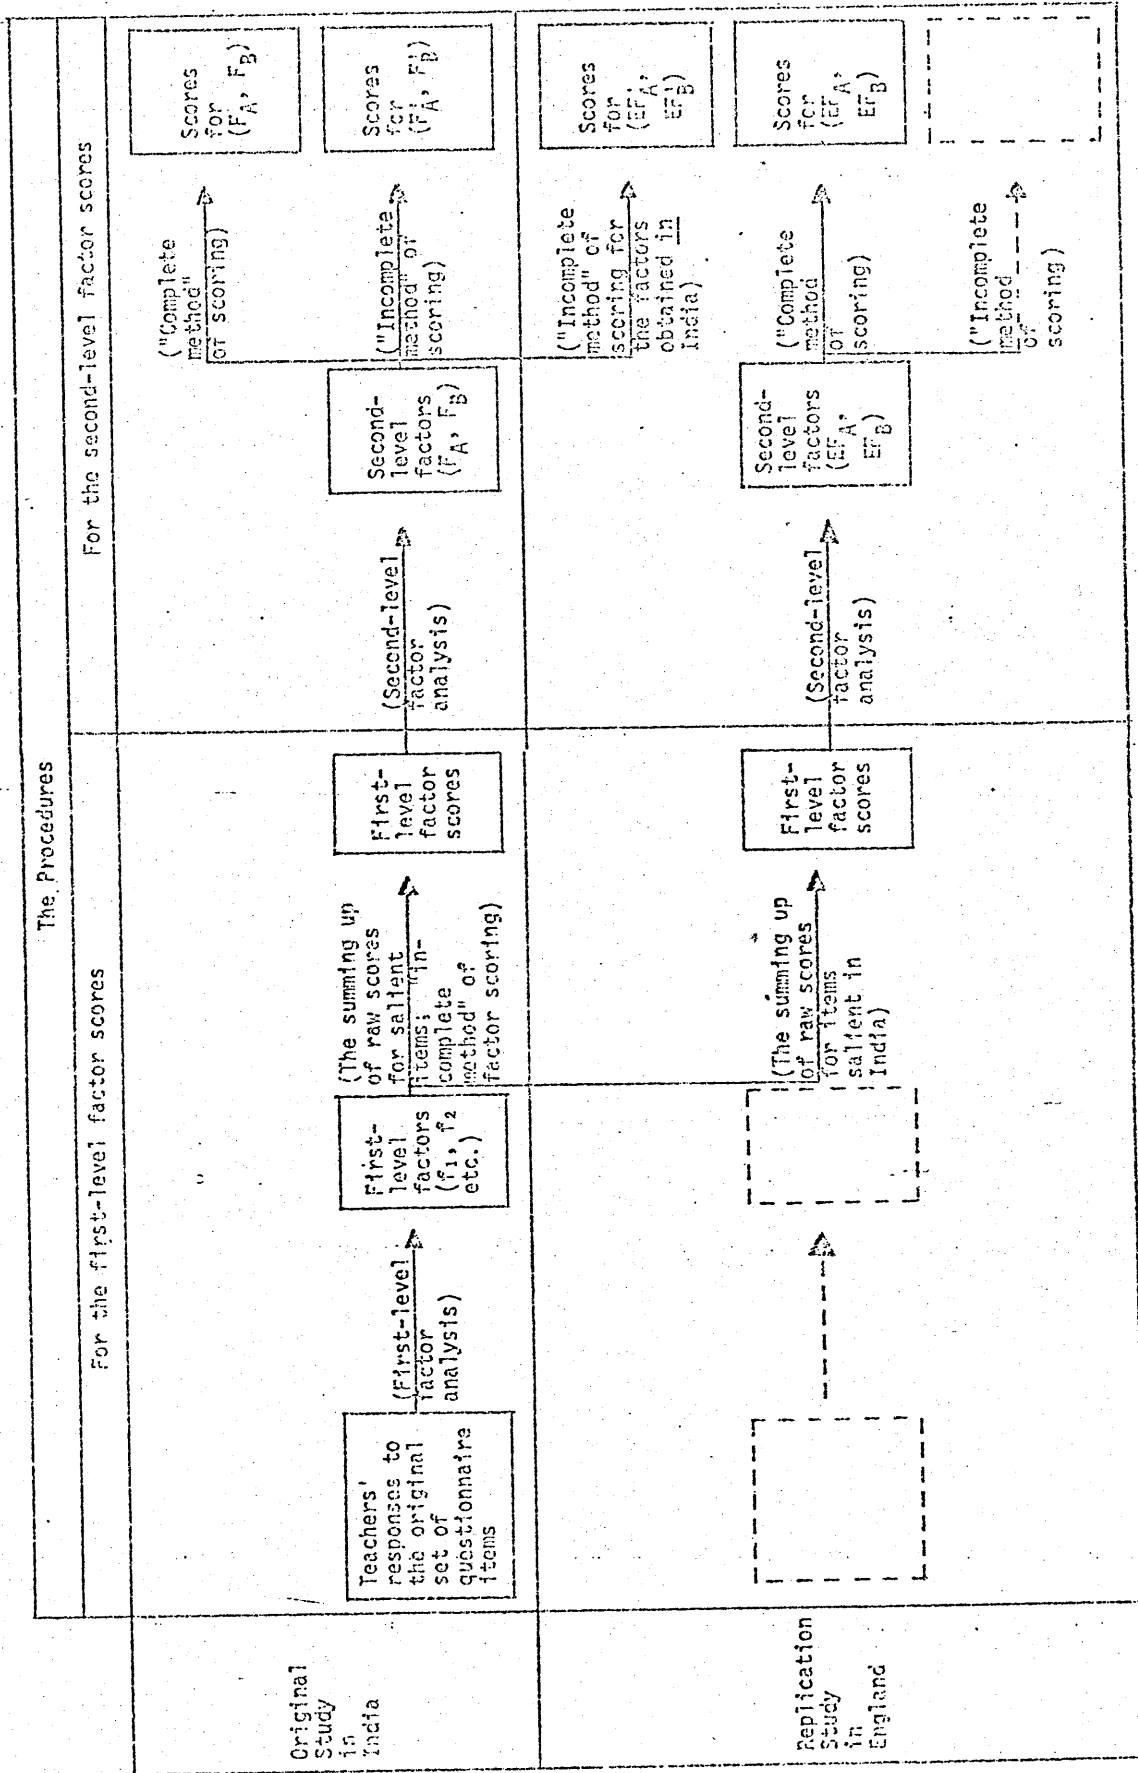 The Procedures
For the first-level factor scores
For the second-level factor scores
Original
Study
in
India
Teachers'
responses to
the original
set of
questionnaire
items
(First-level
factor
analysis)
First-
level
factors
(f1, f2
etc.)
(The summing up
of raw scores
for salient
items; "in-
complete
method" of
factor scoring)
First-
level
factor
scores
(Second-level
factor
analysis)
Second-
level
factors
(FA, FB)
("Complete
method"
of scoring)
Scores
for
(FA, FB)
("Incomplete
method" of
scoring)
Scores
for
(F'A, F'B)
Replication
Study
in
England
(The summing up
of raw scores
for items
salient in
India)
First-
level
factor
scores
(Second-level
factor
analysis)
Second-
level
factors
(EFA,
EFB)
("Incomplete
method" of
scoring for
the factors
obtained in
India)
Scores
for
(EF'A,
EF'B)
("Complete
method
of
scoring)
Scores
for
(EFA,
EFB)
("Incomplete
method
of
scoring)